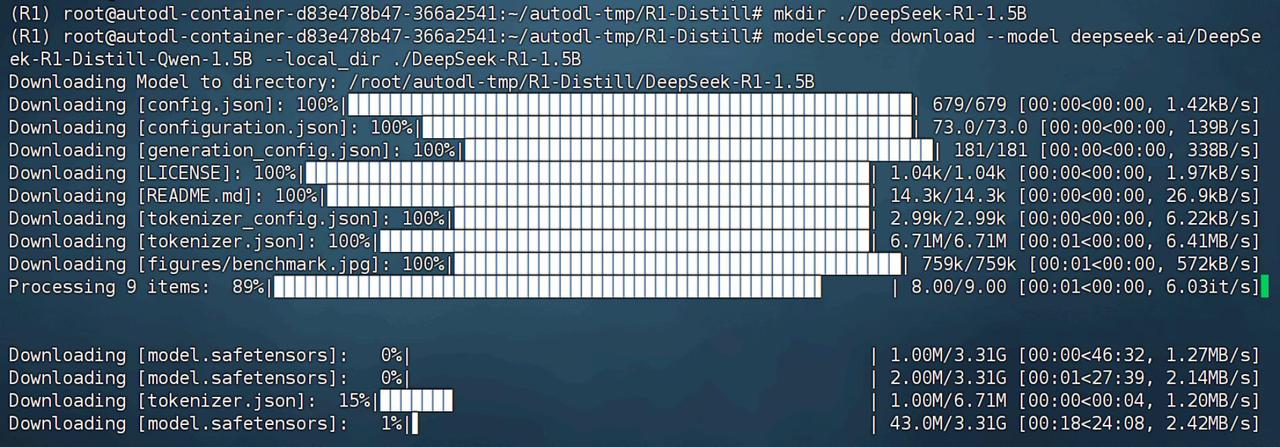 (R1) root@autodl-container-d83e478b47-366a2541:~/autodl-tmp/R1-Distill# mkdir ./DeepSeek-R1-1.5B
(R1) root@autodl-container-d83e478b47-366a2541:~/autodl-tmp/R1-Distill# modelscope download --model deepseek-ai/DeepSe
ek-R1-Distill-Qwen-1.5B --local_dir ./DeepSeek-R1-1.5B
Downloading Model to directory: /root/autodl-tmp/R1-Distill/DeepSeek-R1-1.5B
Downloading [config.json]: 100%| | 679/679 [00:00<00:00, 1.42kB/s]
Downloading [configuration.json]: 100%| | 73.0/73.0 [00:00<00:00, 139B/s]
Downloading [generation_config.json]: 100%| | 181/181 [00:00<00:00, 338B/s]
Downloading [LICENSE]: 100%| | 1.04k/1.04k [00:00<00:00, 1.97kB/s]
Downloading [README.md]: 100%| | 14.3k/14.3k [00:00<00:00, 26.9kB/s]
Downloading [tokenizer_config.json]: 100%| | 2.99k/2.99k [00:00<00:00, 6.22kB/s]
Downloading [tokenizer.json]: 100%| | 6.71M/6.71M [00:01<00:00, 6.41MB/s]
Downloading [figures/benchmark.jpg]: 100%| | 759k/759k [00:01<00:00, 572kB/s]
Processing 9 items: 89%| | 8.00/9.00 [00:01<00:00, 6.03it/s]
Downloading [model.safetensors]: 0%| | 1.00M/3.31G [00:00<46:32, 1.27MB/s]
Downloading [model.safetensors]: 0%| | 2.00M/3.31G [00:01<27:39, 2.14MB/s]
Downloading [tokenizer.json]: 15%| | 1.00M/6.71M [00:00<00:04, 1.20MB/s]
Downloading [model.safetensors]: 1%| | 43.0M/3.31G [00:18<24:08, 2.42MB/s]